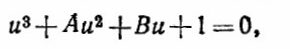 u³ + Au² + Bu + 1 = 0,